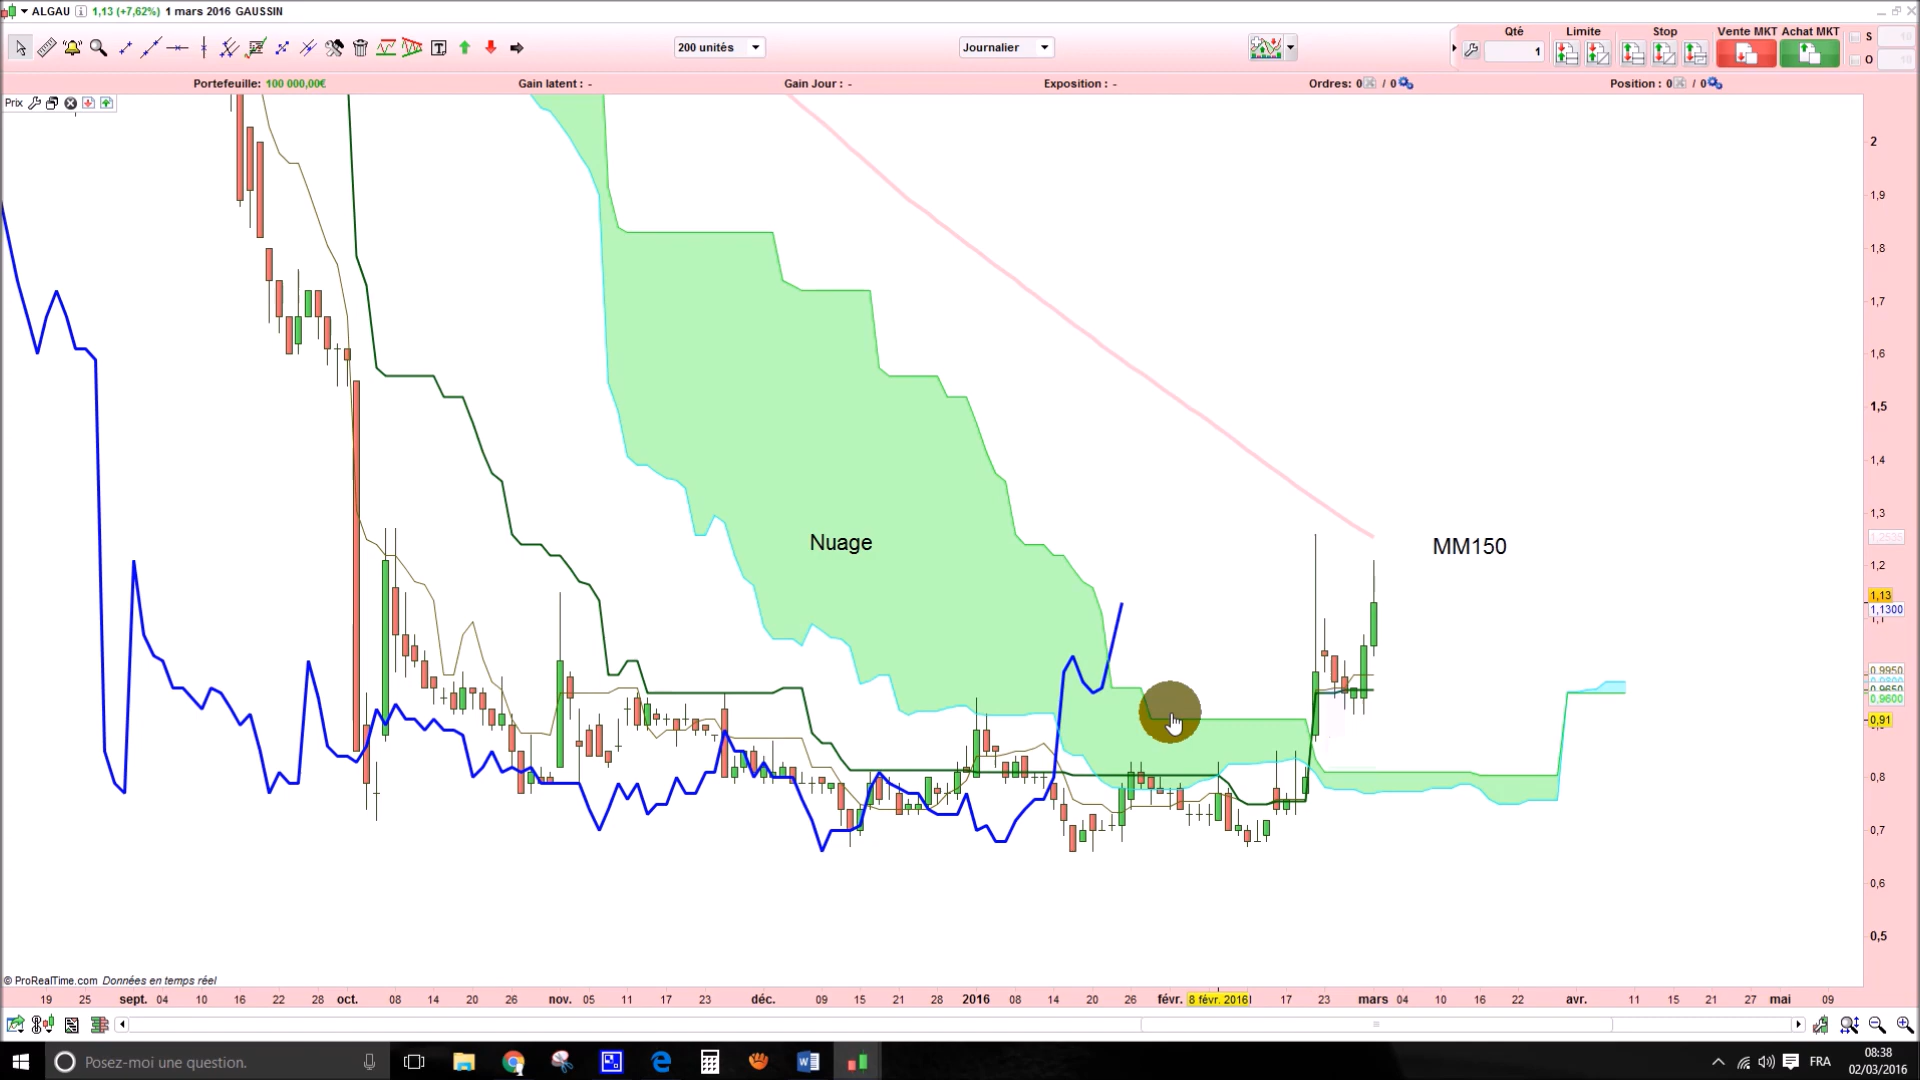 ALGAU 1,13 (+7,62%) 1 mars 2016 GAUSSIN
200 unités
Journalier
Qté
1
Limite
Stop
Vente MKT
Achat MKT
S
O
Portefeuille: 100 000,00€
Gain latent : -
Gain Jour : -
Exposition : -
Ordres: 0 / 0
Position : 0 / 0
Prix
2
1,9
1,8
1,7
1,6
1,5
1,4
1,3
1,2535
1,2
1,13
1,1300
1,1
0,9950
0,9650
0,9600
0,91
0,8
0,7
0,6
0,5
Nuage
MM150
© ProRealTime.com Données en temps réel
19 25 sept. 04 10 16 22 28 oct. 08 14 20 26 nov. 05 11 17 23 déc. 09 15 21 28 2016 08 14 20 26 févr. 8 févr. 2016 17 23 mars 04 10 16 22 avr. 11 15 21 27 mai 09
Posez-moi une question.
FRA
08:38
02/03/2016